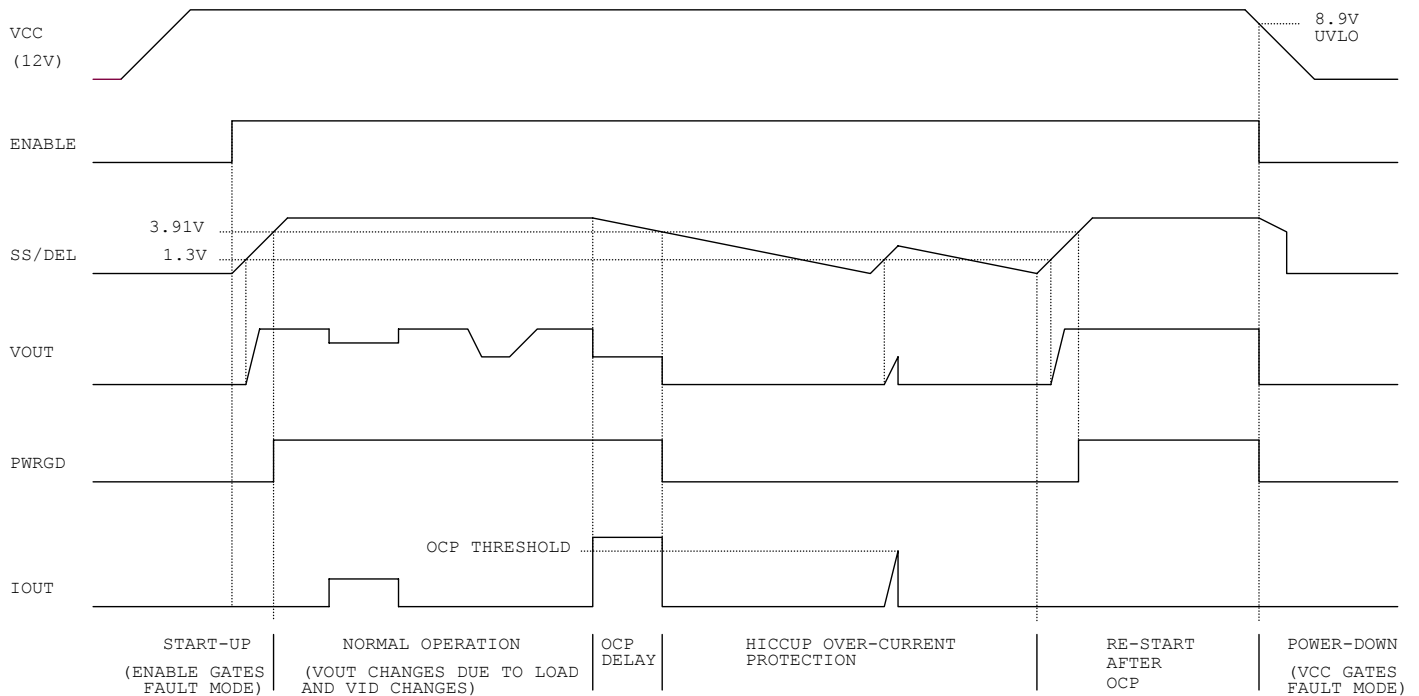 VCC
(12V)
8.9V
UVLO
ENABLE
3.91V
SS/DEL
1.3V
VOUT
PWRGD
OCP THRESHOLD
IOUT
START-UP
(ENABLE GATES
FAULT MODE)
NORMAL OPERATION
(VOUT CHANGES DUE TO LOAD
AND VID CHANGES)
OCP
DELAY
HICCUP OVER-CURRENT
PROTECTION
RE-START
AFTER
OCP
POWER-DOWN
(VCC GATES
FAULT MODE)